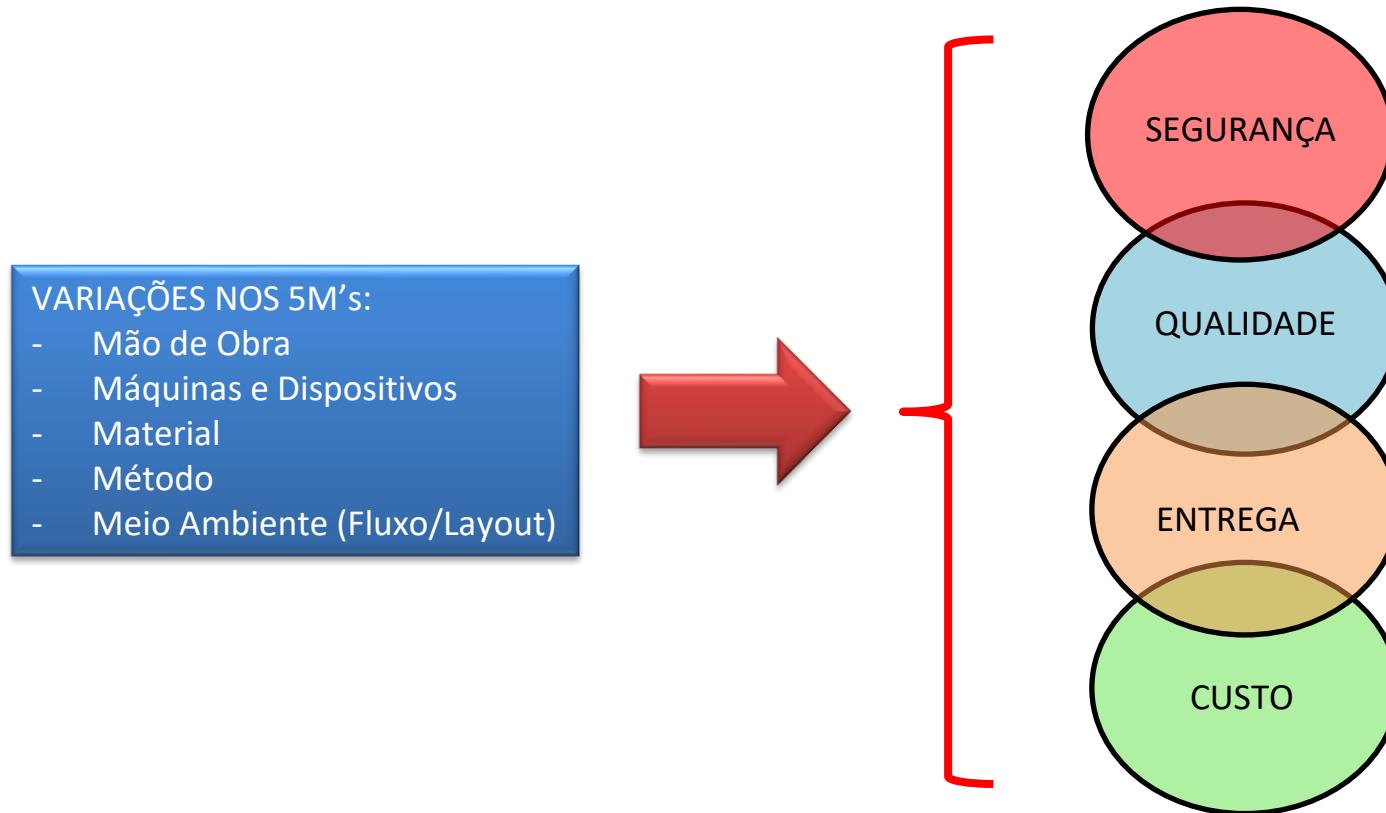 VARIAÇÕES NOS 5M’s:
- Mão de Obra
- Máquinas e Dispositivos
- Material
- Método
- Meio Ambiente (Fluxo/Layout)
SEGURANÇA
QUALIDADE
ENTREGA
CUSTO